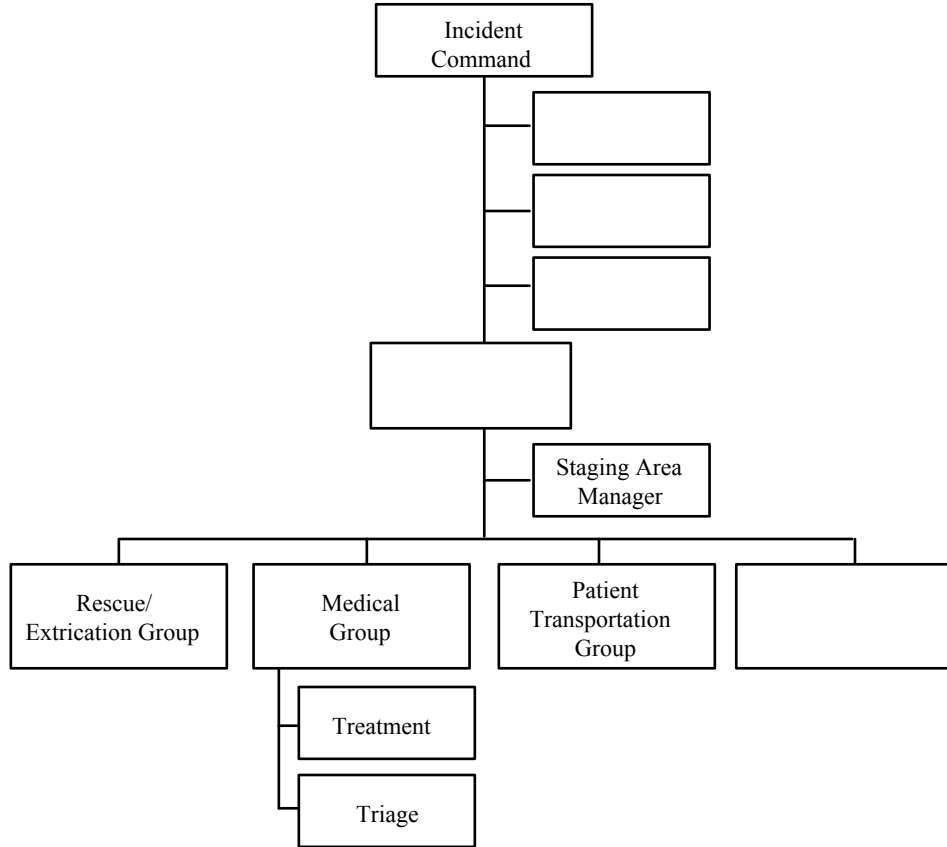 Incident
Command
Staging Area
Manager
Rescue/
Extrication Group
Medical
Group
Patient
Transportation
Group
Treatment
Triage